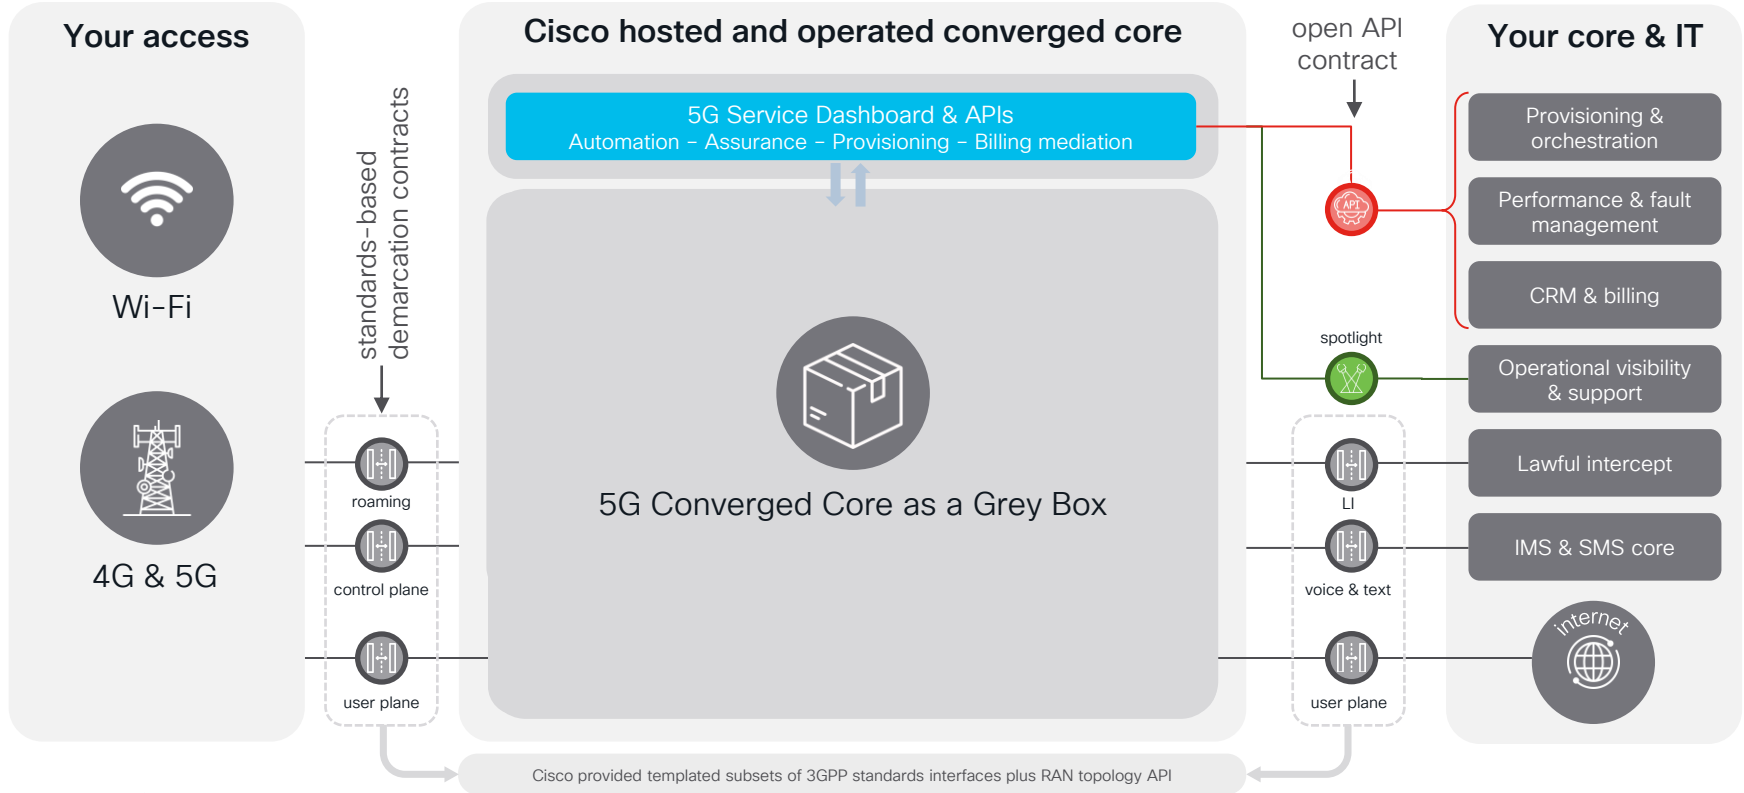 Your access
Wi-Fi
4G & 5G
standards-based
demarcation contracts
roaming
control plane
user plane
Cisco hosted and operated converged core
5G Service Dashboard & APIs
Automation - Assurance - Provisioning - Billing mediation
5G Converged Core as a Grey Box
open API
contract
API
spotlight
LI
voice & text
user plane
Your core & IT
Provisioning &
orchestration
Performance & fault
management
CRM & billing
Operational visibility
& support
Lawful intercept
IMS & SMS core
internet
Cisco provided templated subsets of 3GPP standards interfaces plus RAN topology API